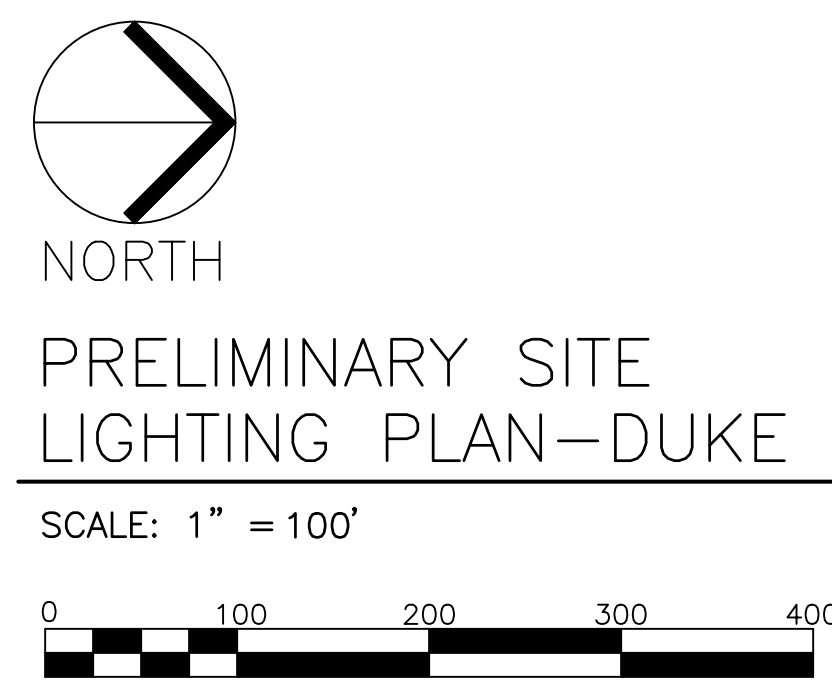 NORTH
PRELIMINARY SITE
LIGHTING PLAN-DUKE
SCALE: 1" = 100'
0 100 200 300 400